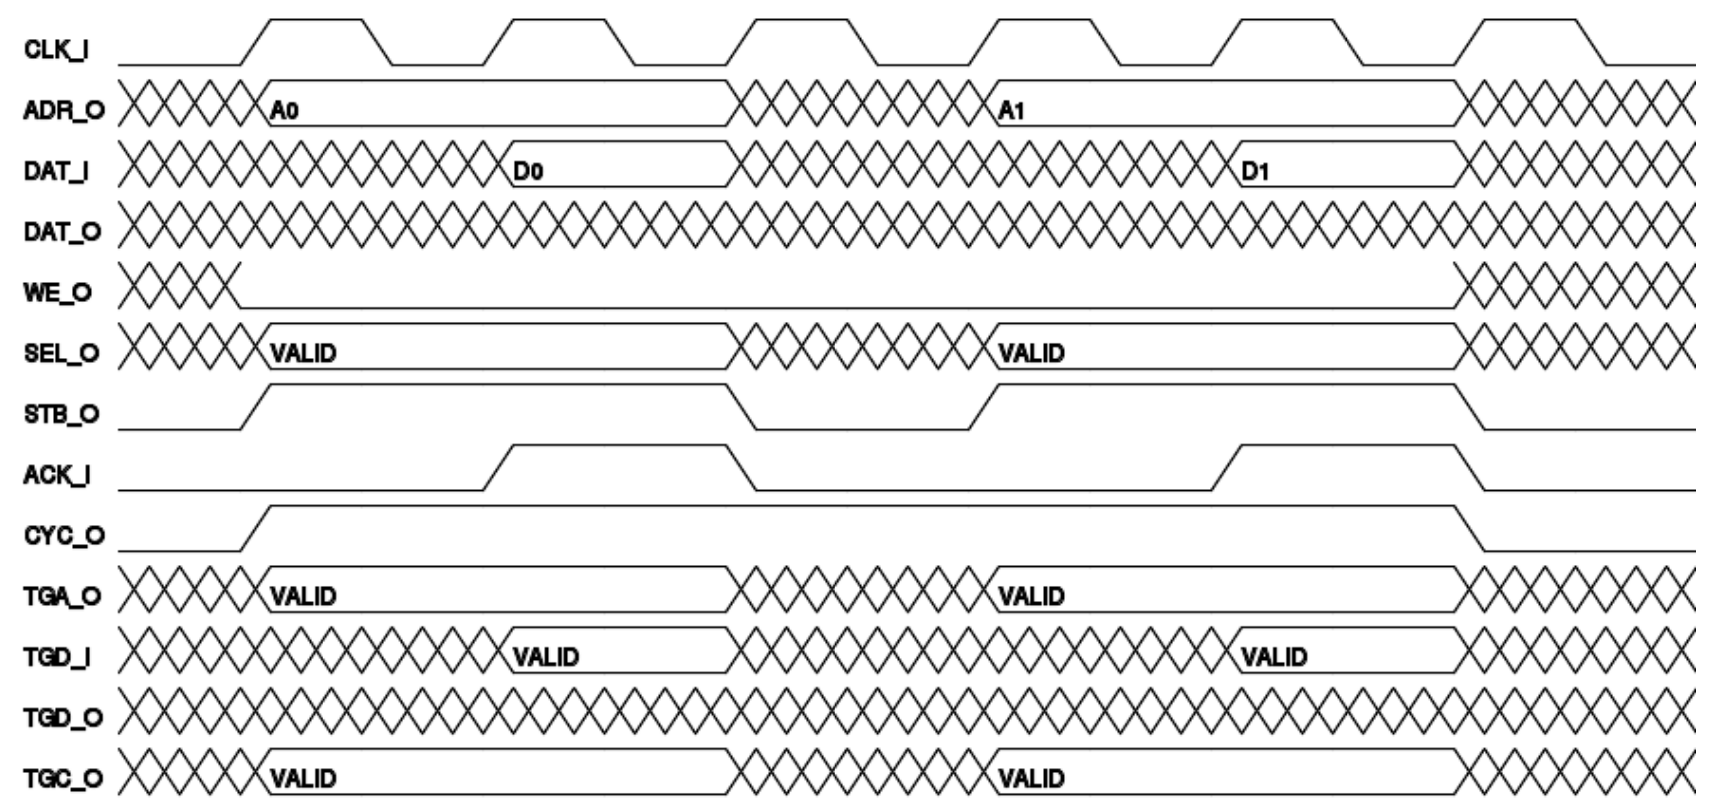 CLK_I
ADR_O A0 A1
DAT_I D0 D1
DAT_O
WE_O
SEL_O VALID VALID
STB_O
ACK_I
CYC_O
TGA_O VALID VALID
TGD_I VALID VALID
TGD_O
TGC_O VALID VALID